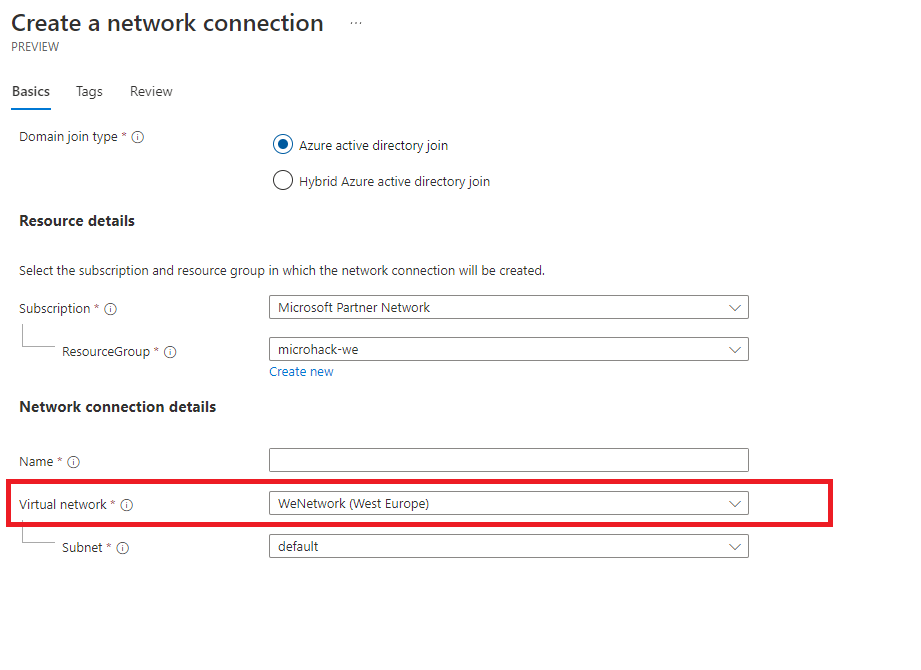 Create a network connection ...
PREVIEW
Basics Tags Review
Domain join type *
Azure active directory join
Hybrid Azure active directory join
Resource details
Select the subscription and resource group in which the network connection will be created.
Subscription * Microsoft Partner Network
ResourceGroup * microhack-we
Create new
Network connection details
Name *
Virtual network * WeNetwork (West Europe)
Subnet * default